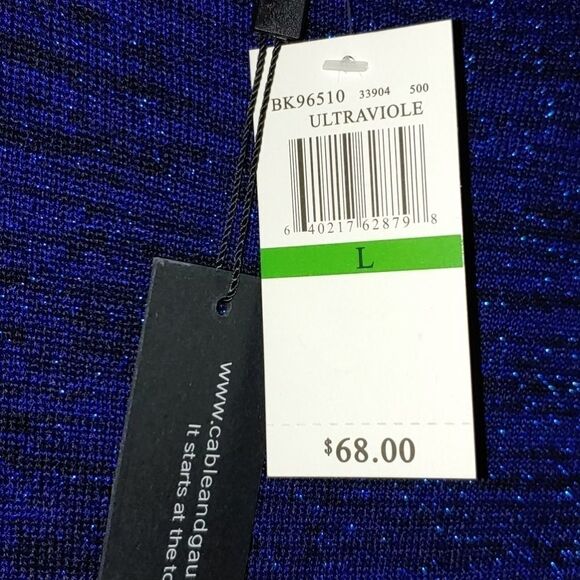 BK96510 33904 500
ULTRAVIOLE
6 40217 62879 8
L
$68.00
www.cableandgau
It starts at the to